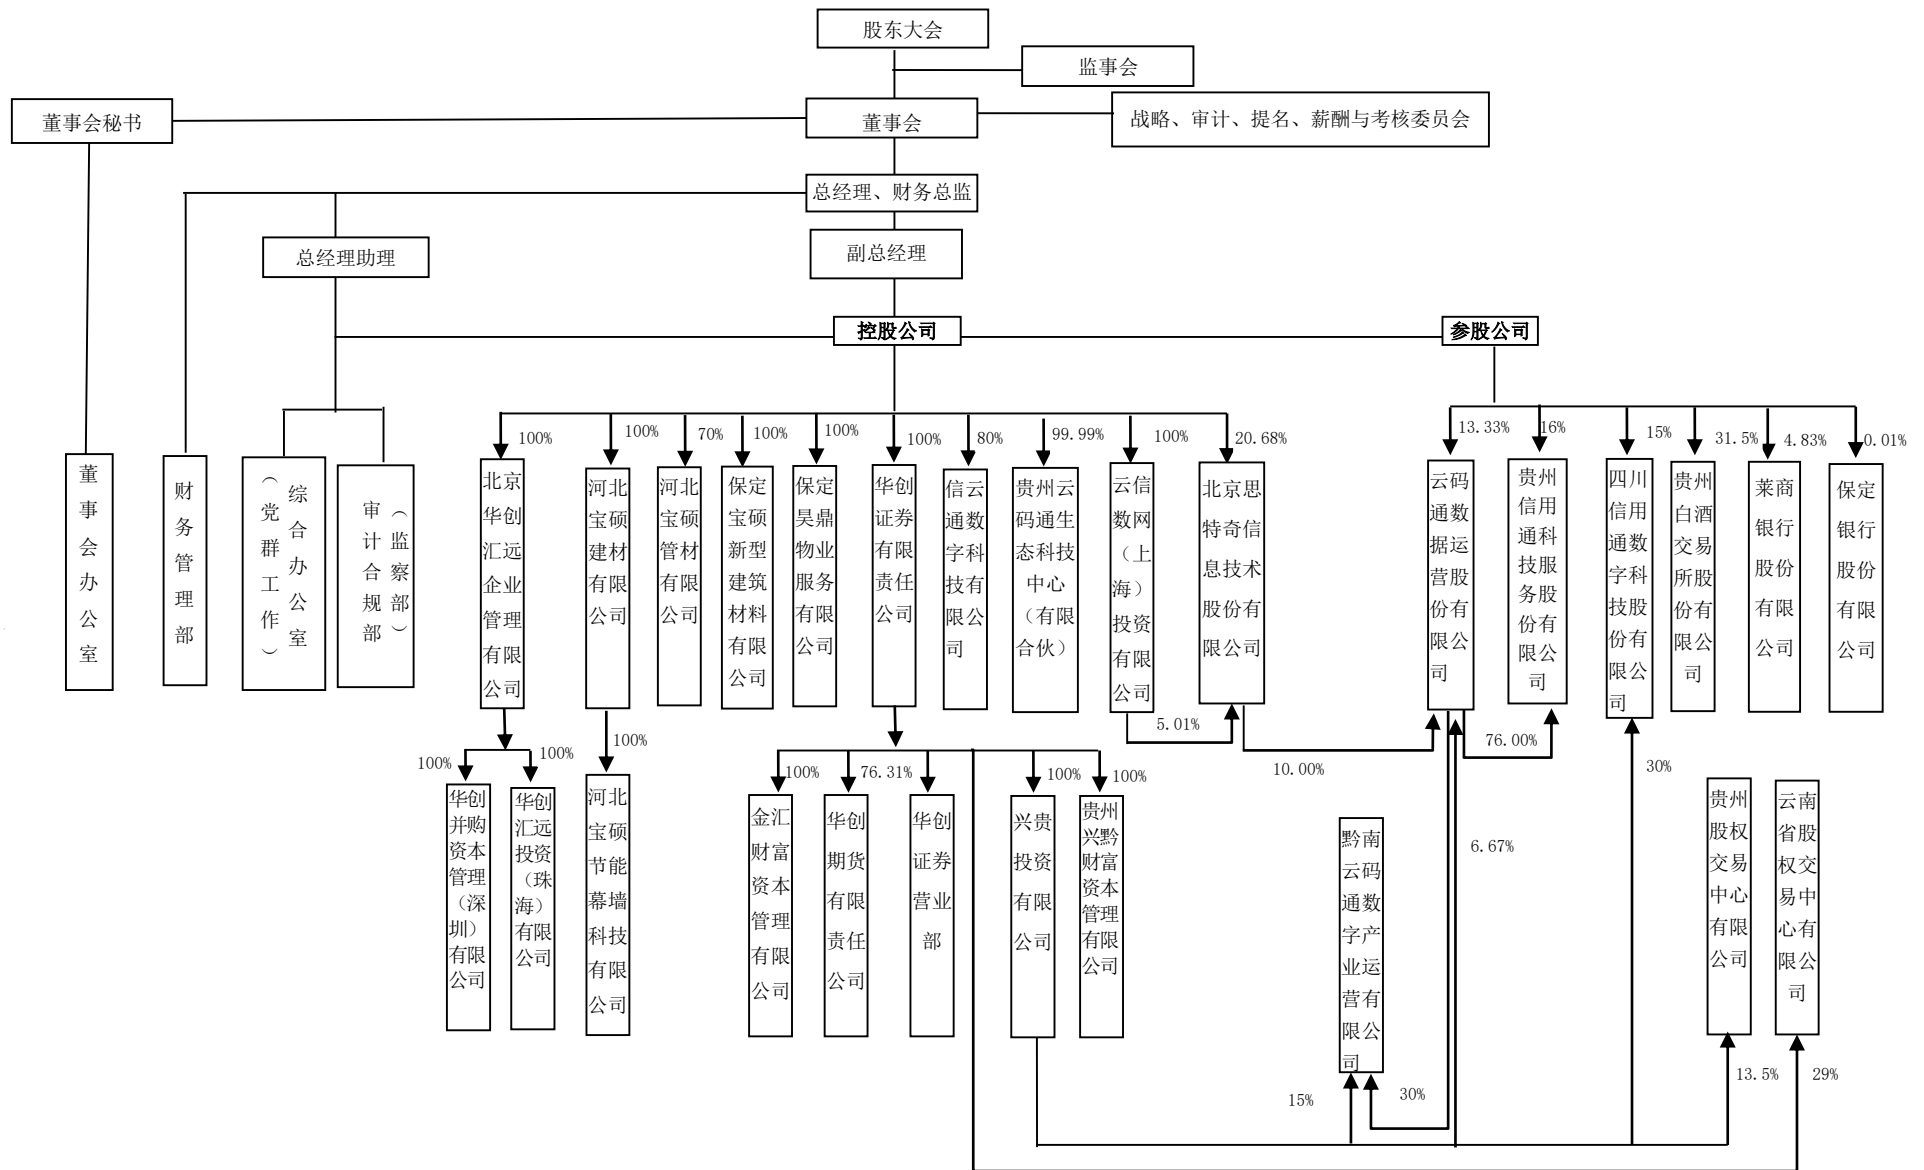 股东大会
监事会
董事会秘书
董事会
战略、审计、提名、薪酬与考核委员会
总经理、财务总监
总经理助理
副总经理
控股公司
参股公司
100%
100%
70%
100%
100%
100%
80%
99.99%
100%
20.68%
13.33%
16%
15%
31.5%
4.83%
0.01%
董事会办公室
财务管理部
综合办公室
（党群工作）
（监察部）
审计合规部
北京
华创
汇远
企业
管理
有限
公司
河北
宝硕
建材
有限
公司
河北
宝硕
管材
有限
公司
保定
宝硕
新型
建筑
材料
有限
公司
保定
昊鼎
物业
服务
有限
公司
华创
证券
有限
责任
公司
信云
通数
字科
技有
限公
司
贵州云
码通生
态科技
中心
（有限
合伙）
云信
数网
（上
海）
投资
有限
公司
北京思
特奇信
息技术
股份有
限公司
云码
通数
据运
营股
份有
限公
司
贵州
信用
通科
技服
务股
份有
限公
司
四川
信用
通数
字科
技股
份有
限公
司
贵州
白酒
交易
所股
份有
限公
司
莱商
银行
股份
有限
公司
保定
银行
股份
有限
公司
5.01%
10.00%
76.00%
30%
6.67%
100%
100%
100%
100%
76.31%
100%
100%
华创
并购
资本
管理
（深
圳）
有限
公司
华创
汇远
投资
（珠
海）
有限
公司
河北
宝硕
节能
幕墙
科技
有限
公司
金汇
财富
资本
管理
有限
公司
华创
期货
有限
责任
公司
华创
证券
营业
部
兴贵
投资
有限
公司
贵州
兴黔
财富
资本
管理
有限
公司
黔南
云码
通数
字产
业运
营有
限公
司
贵州
股权
交易
中心
有限
公司
云南
省股
权交
易中
心有
限公
司
15%
30%
13.5%
29%